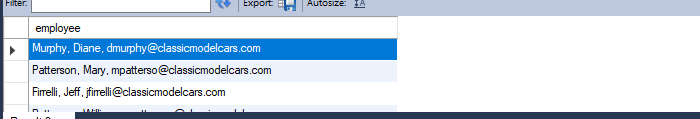 Filter: Export: Autosize:
employee
Murphy, Diane, dmurphy@classicmodelcars.com
Patterson, Mary, mpatterso@classicmodelcars.com
Firrelli, Jeff, jfirrelli@classicmodelcars.com